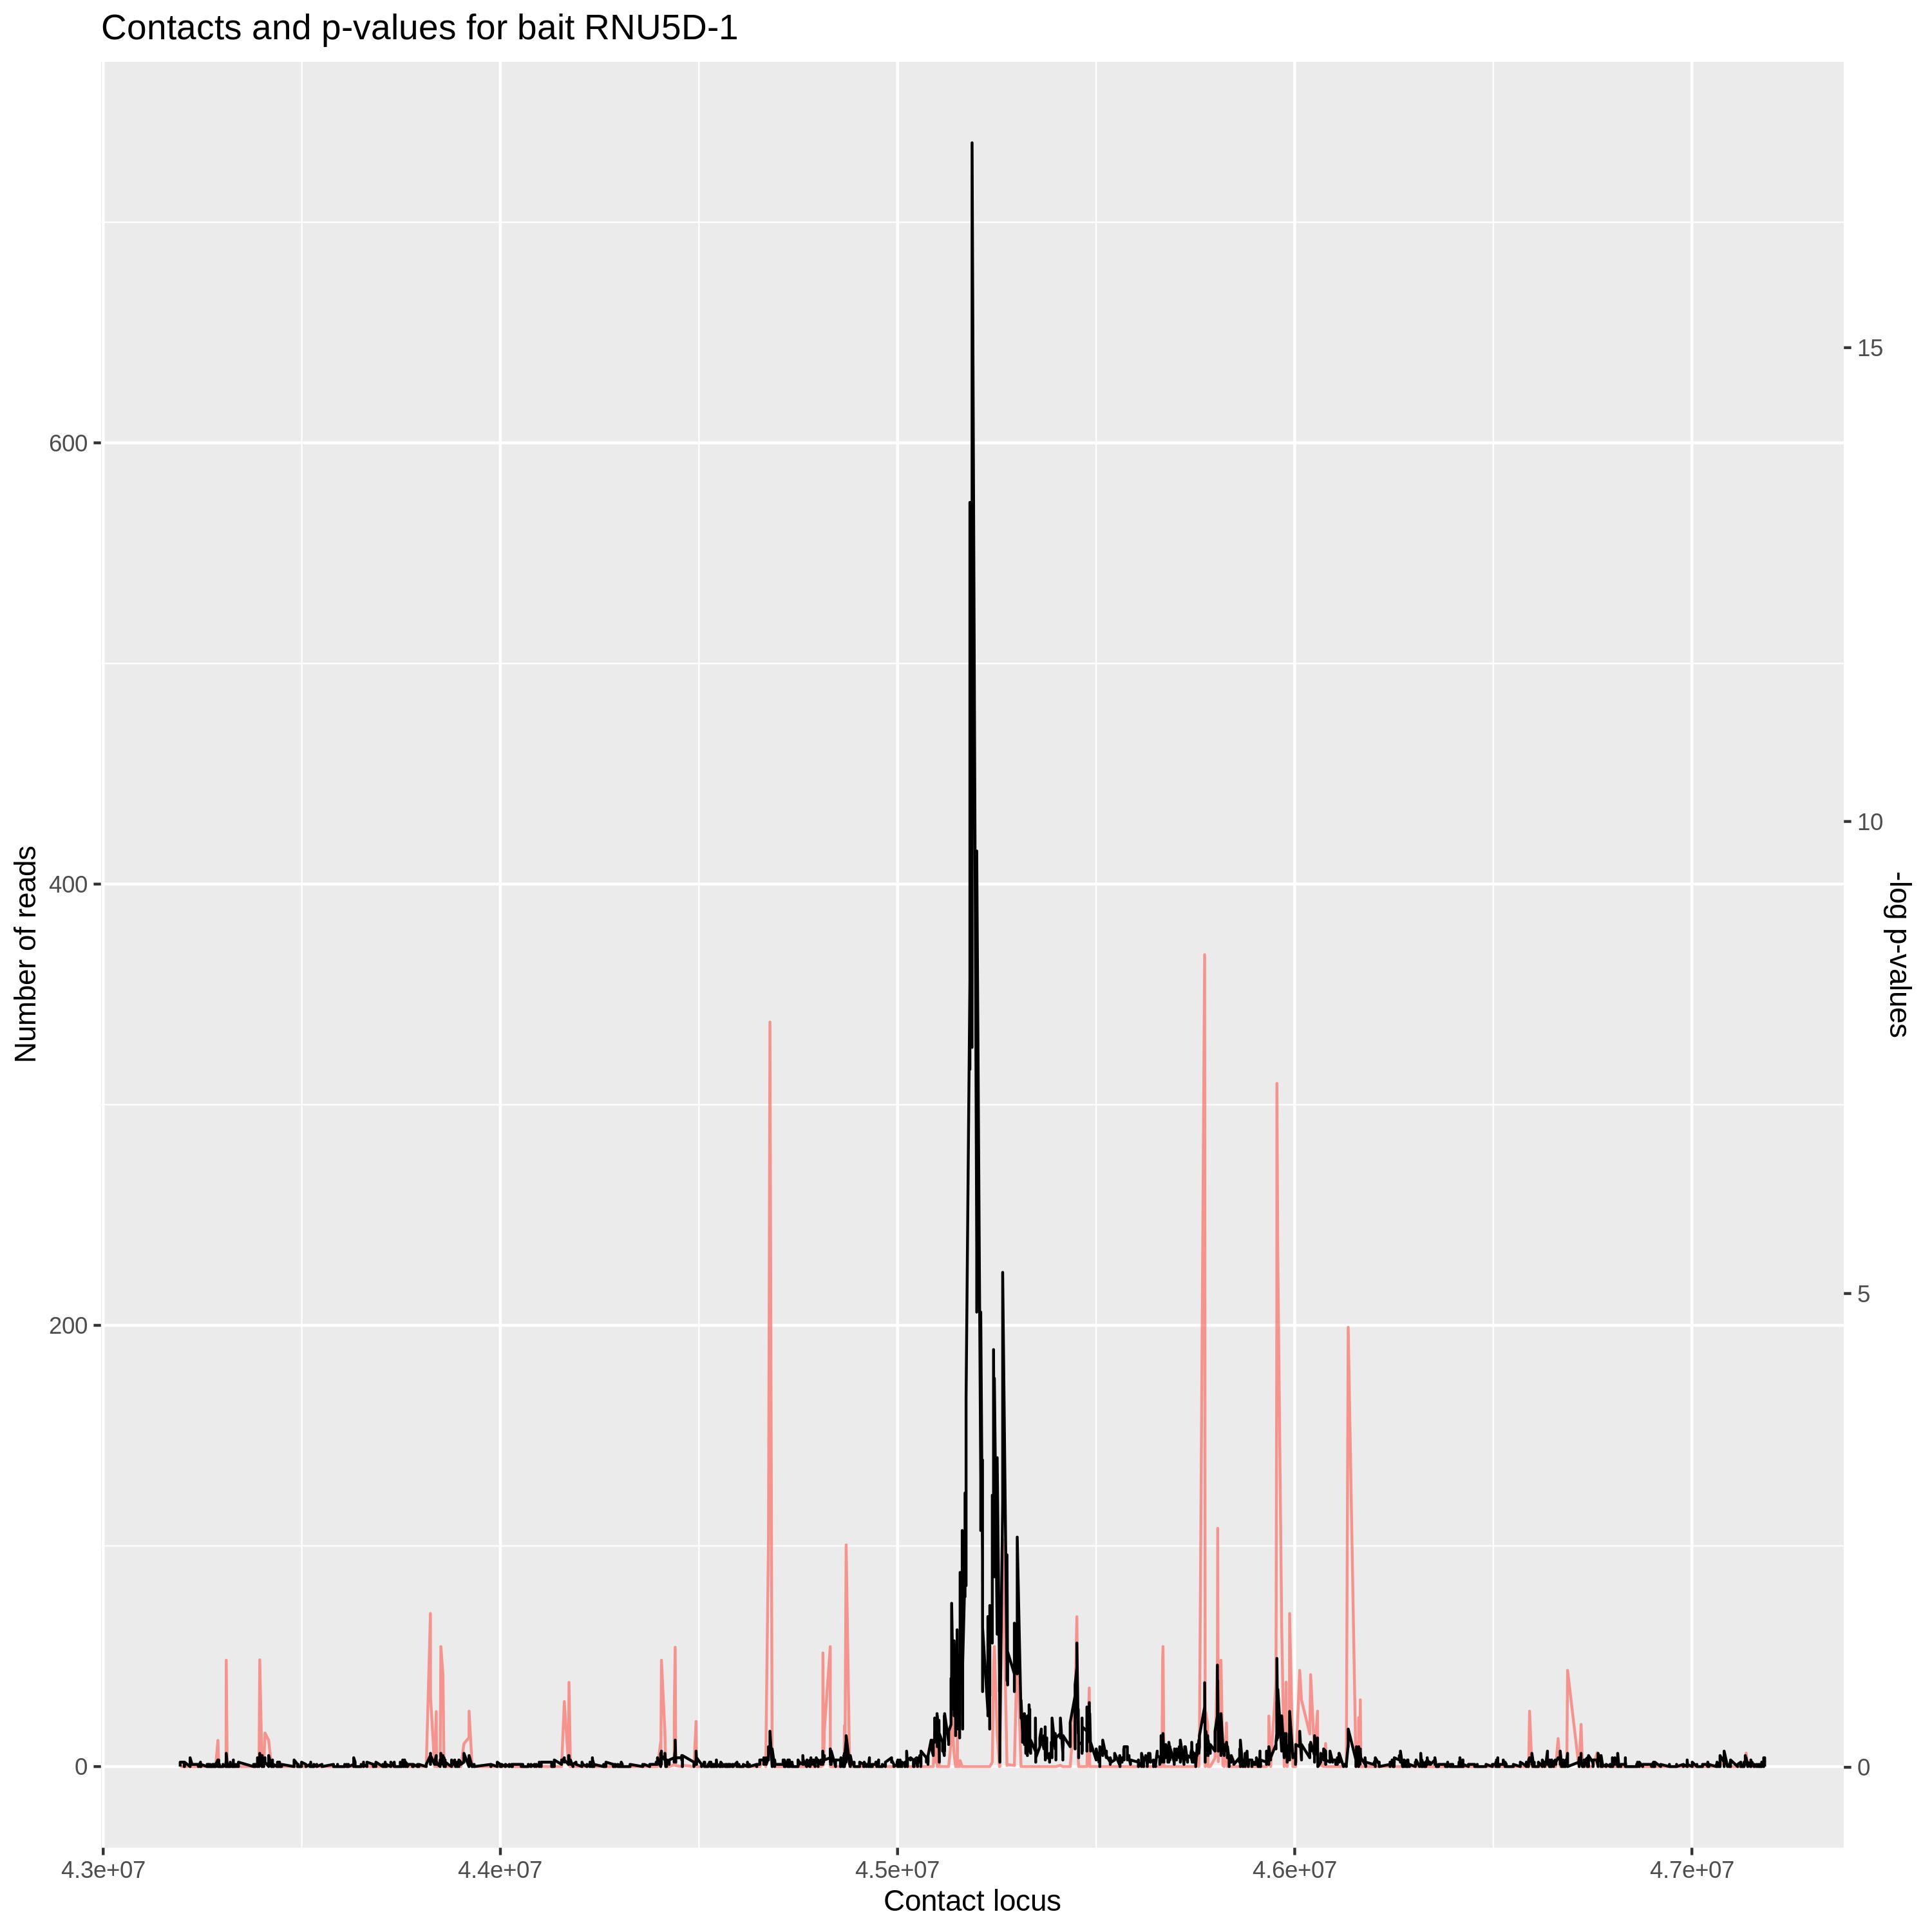 Contacts and p-values for bait RNU5D-1
600
400
200
0
15
10
5
0
Number of reads
-log p-values
4.3e+07
4.4e+07
4.5e+07
4.6e+07
4.7e+07
Contact locus